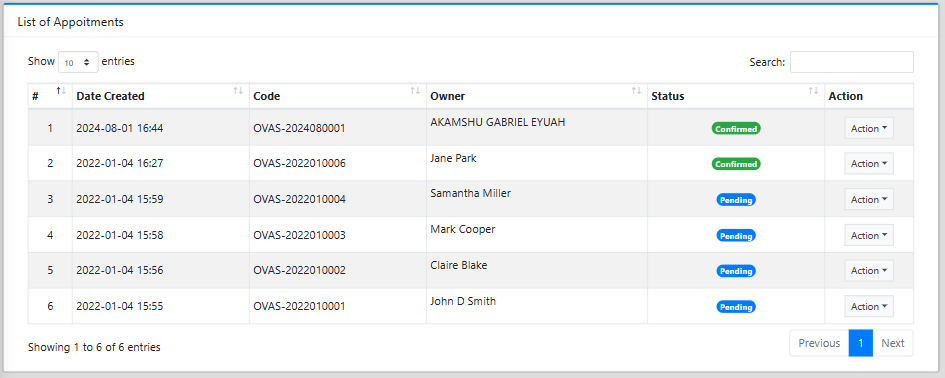 List of Appoitments
Show 10 entries Search:
# Date Created Code Owner Status Action
1 2024-08-01 16:44 OVAS-2024080001 AKAMSHU GABRIEL EYUAH Confirmed Action
2 2022-01-04 16:27 OVAS-2022010006 Jane Park Confirmed Action
3 2022-01-04 15:59 OVAS-2022010004 Samantha Miller Pending Action
4 2022-01-04 15:58 OVAS-2022010003 Mark Cooper Pending Action
5 2022-01-04 15:56 OVAS-2022010002 Claire Blake Pending Action
6 2022-01-04 15:55 OVAS-2022010001 John D Smith Pending Action
Showing 1 to 6 of 6 entries Previous 1 Next